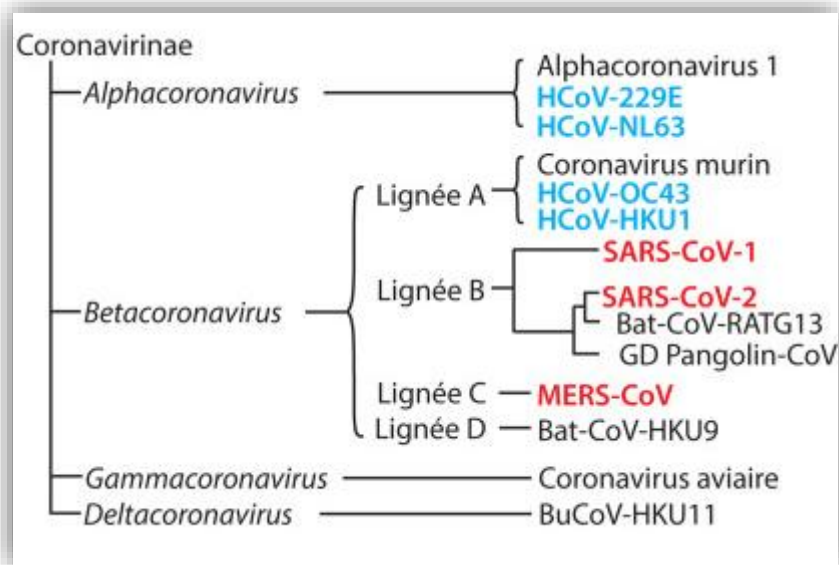 Coronavirinae
Alphacoronavirus
Alphacoronavirus 1
HCoV-229E
HCoV-NL63
Betacoronavirus
Lignée A
Coronavirus murin
HCoV-OC43
HCoV-HKU1
Lignée B
SARS-CoV-1
SARS-CoV-2
Bat-CoV-RATG13
GD Pangolin-CoV
Lignée C
MERS-CoV
Lignée D
Bat-CoV-HKU9
Gammacoronavirus
Coronavirus aviaire
Deltacoronavirus
BuCoV-HKU11